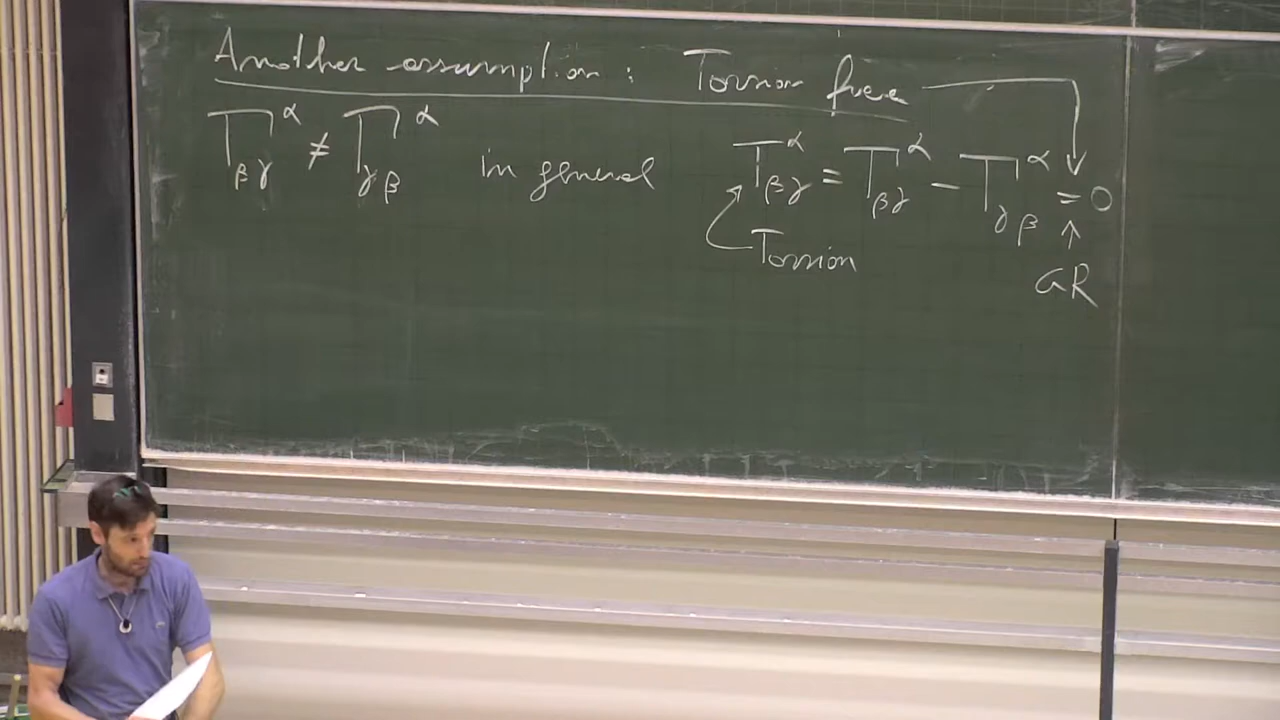 Another assumption : Torsion free
Γ^α_βγ ≠ Γ^α_γβ in general T^α_βγ = Γ^α_βγ − Γ^α_γβ = 0
Torsion
GR